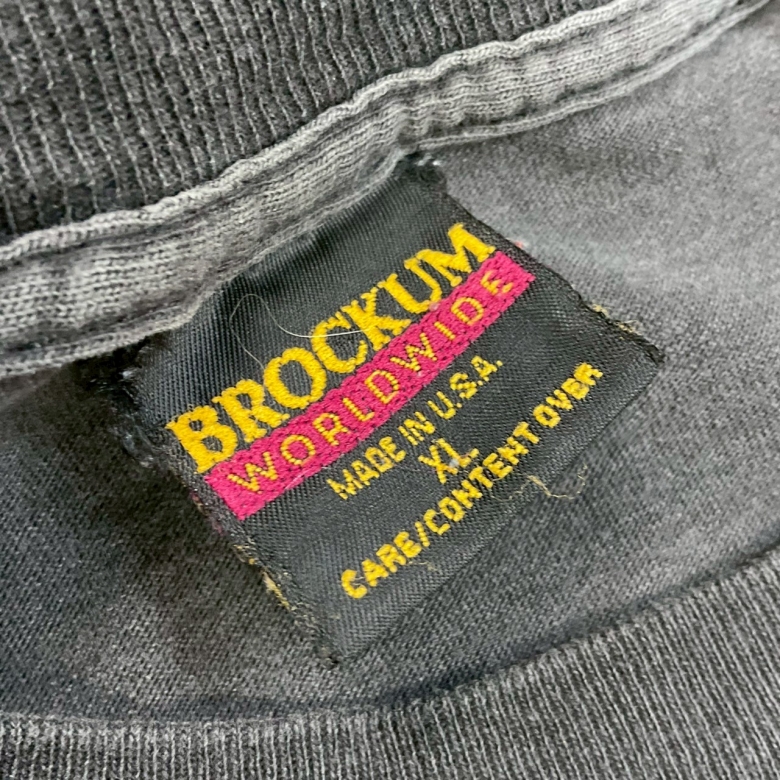 BROCKUM
WORLDWIDE
MADE IN U.S.A.
XL
CARE/CONTENT OVER